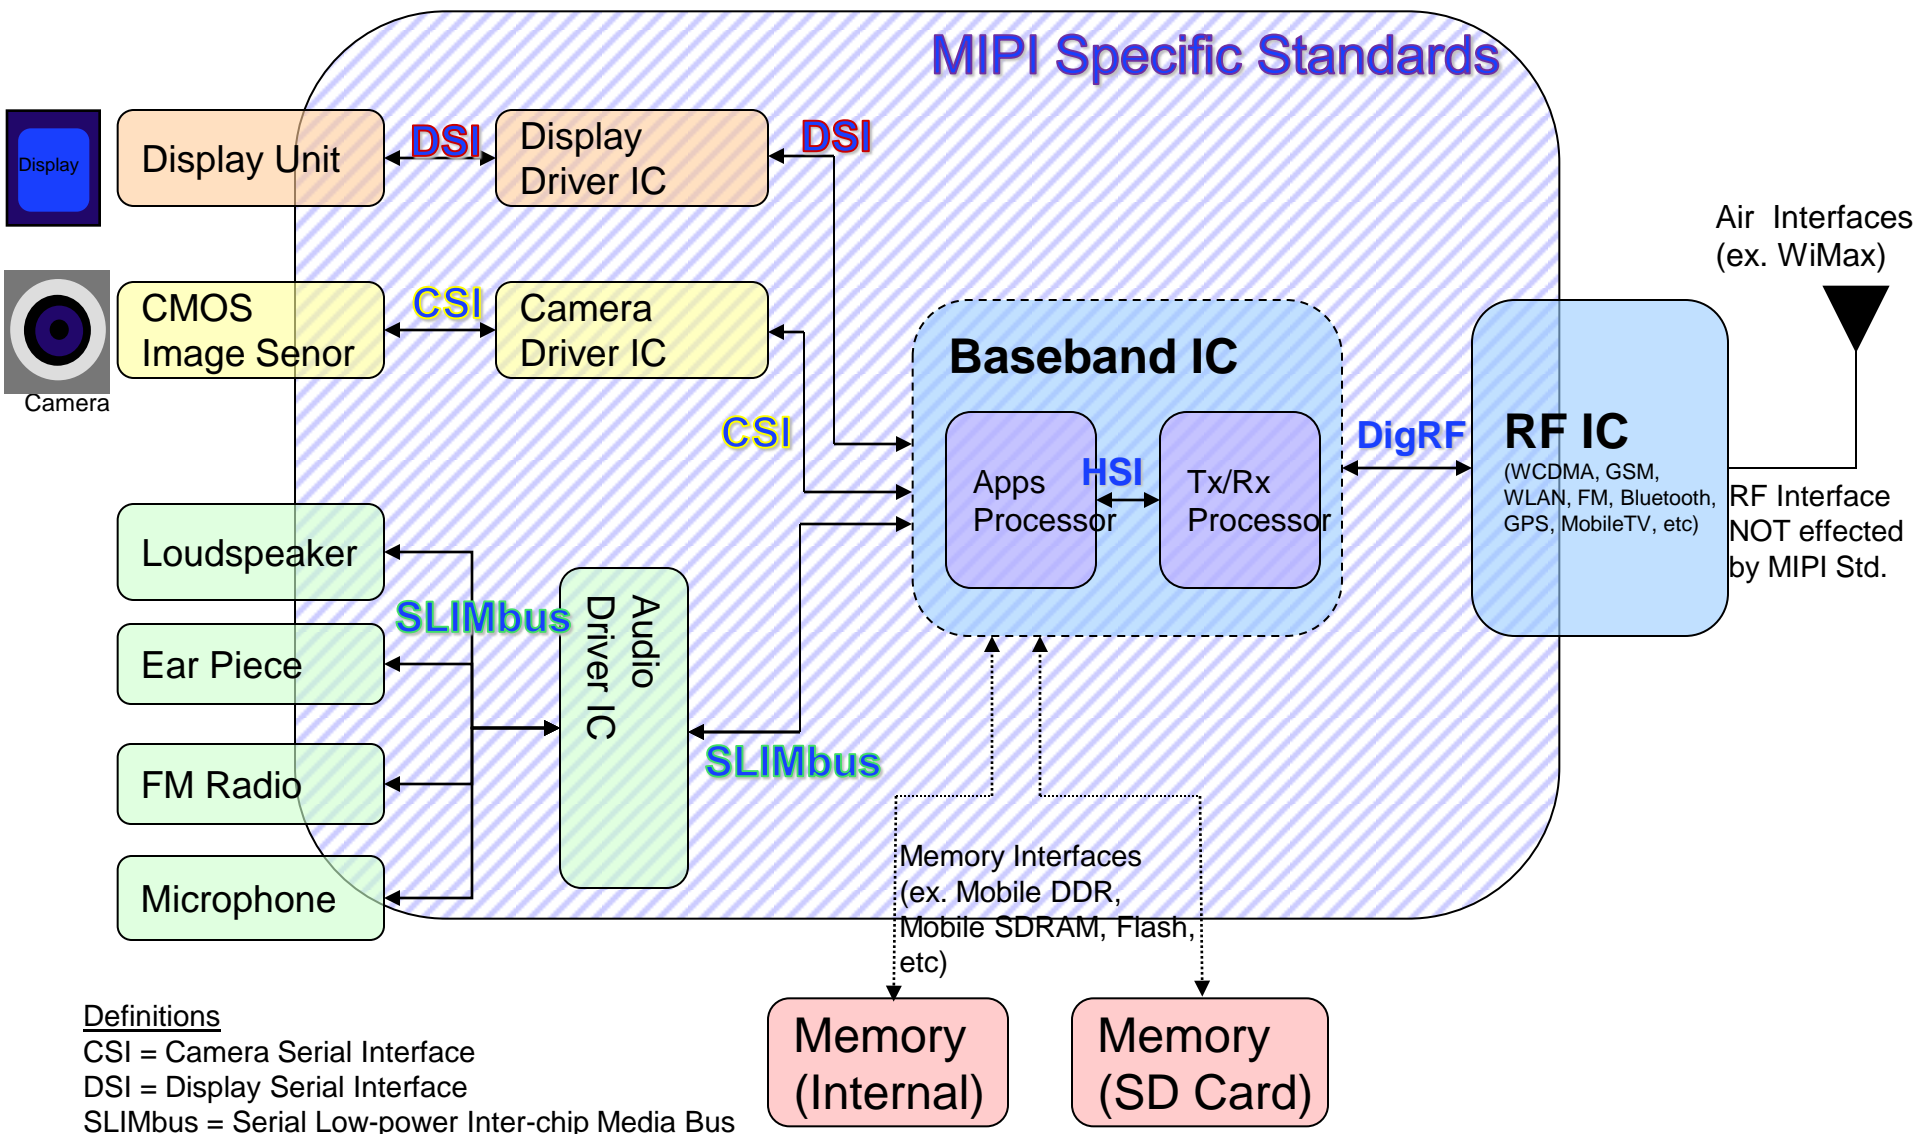 MIPI Specific Standards
Display
Display Unit
DSI
Display
Driver IC
DSI
Camera
CMOS
Image Senor
CSI
Camera
Driver IC
CSI
Air Interfaces
(ex. WiMax)
Baseband IC
Apps
Processor
HSI
Tx/Rx
Processor
DigRF
RF IC
(WCDMA, GSM,
WLAN, FM, Bluetooth,
GPS, MobileTV, etc)
RF Interface
NOT effected
by MIPI Std.
Loudspeaker
Ear Piece
FM Radio
Microphone
SLIMbus
Audio
Driver IC
SLIMbus
Memory Interfaces
(ex. Mobile DDR,
Mobile SDRAM, Flash,
etc)
Memory
(Internal)
Memory
(SD Card)
Definitions
CSI = Camera Serial Interface
DSI = Display Serial Interface
SLIMbus = Serial Low-power Inter-chip Media Bus